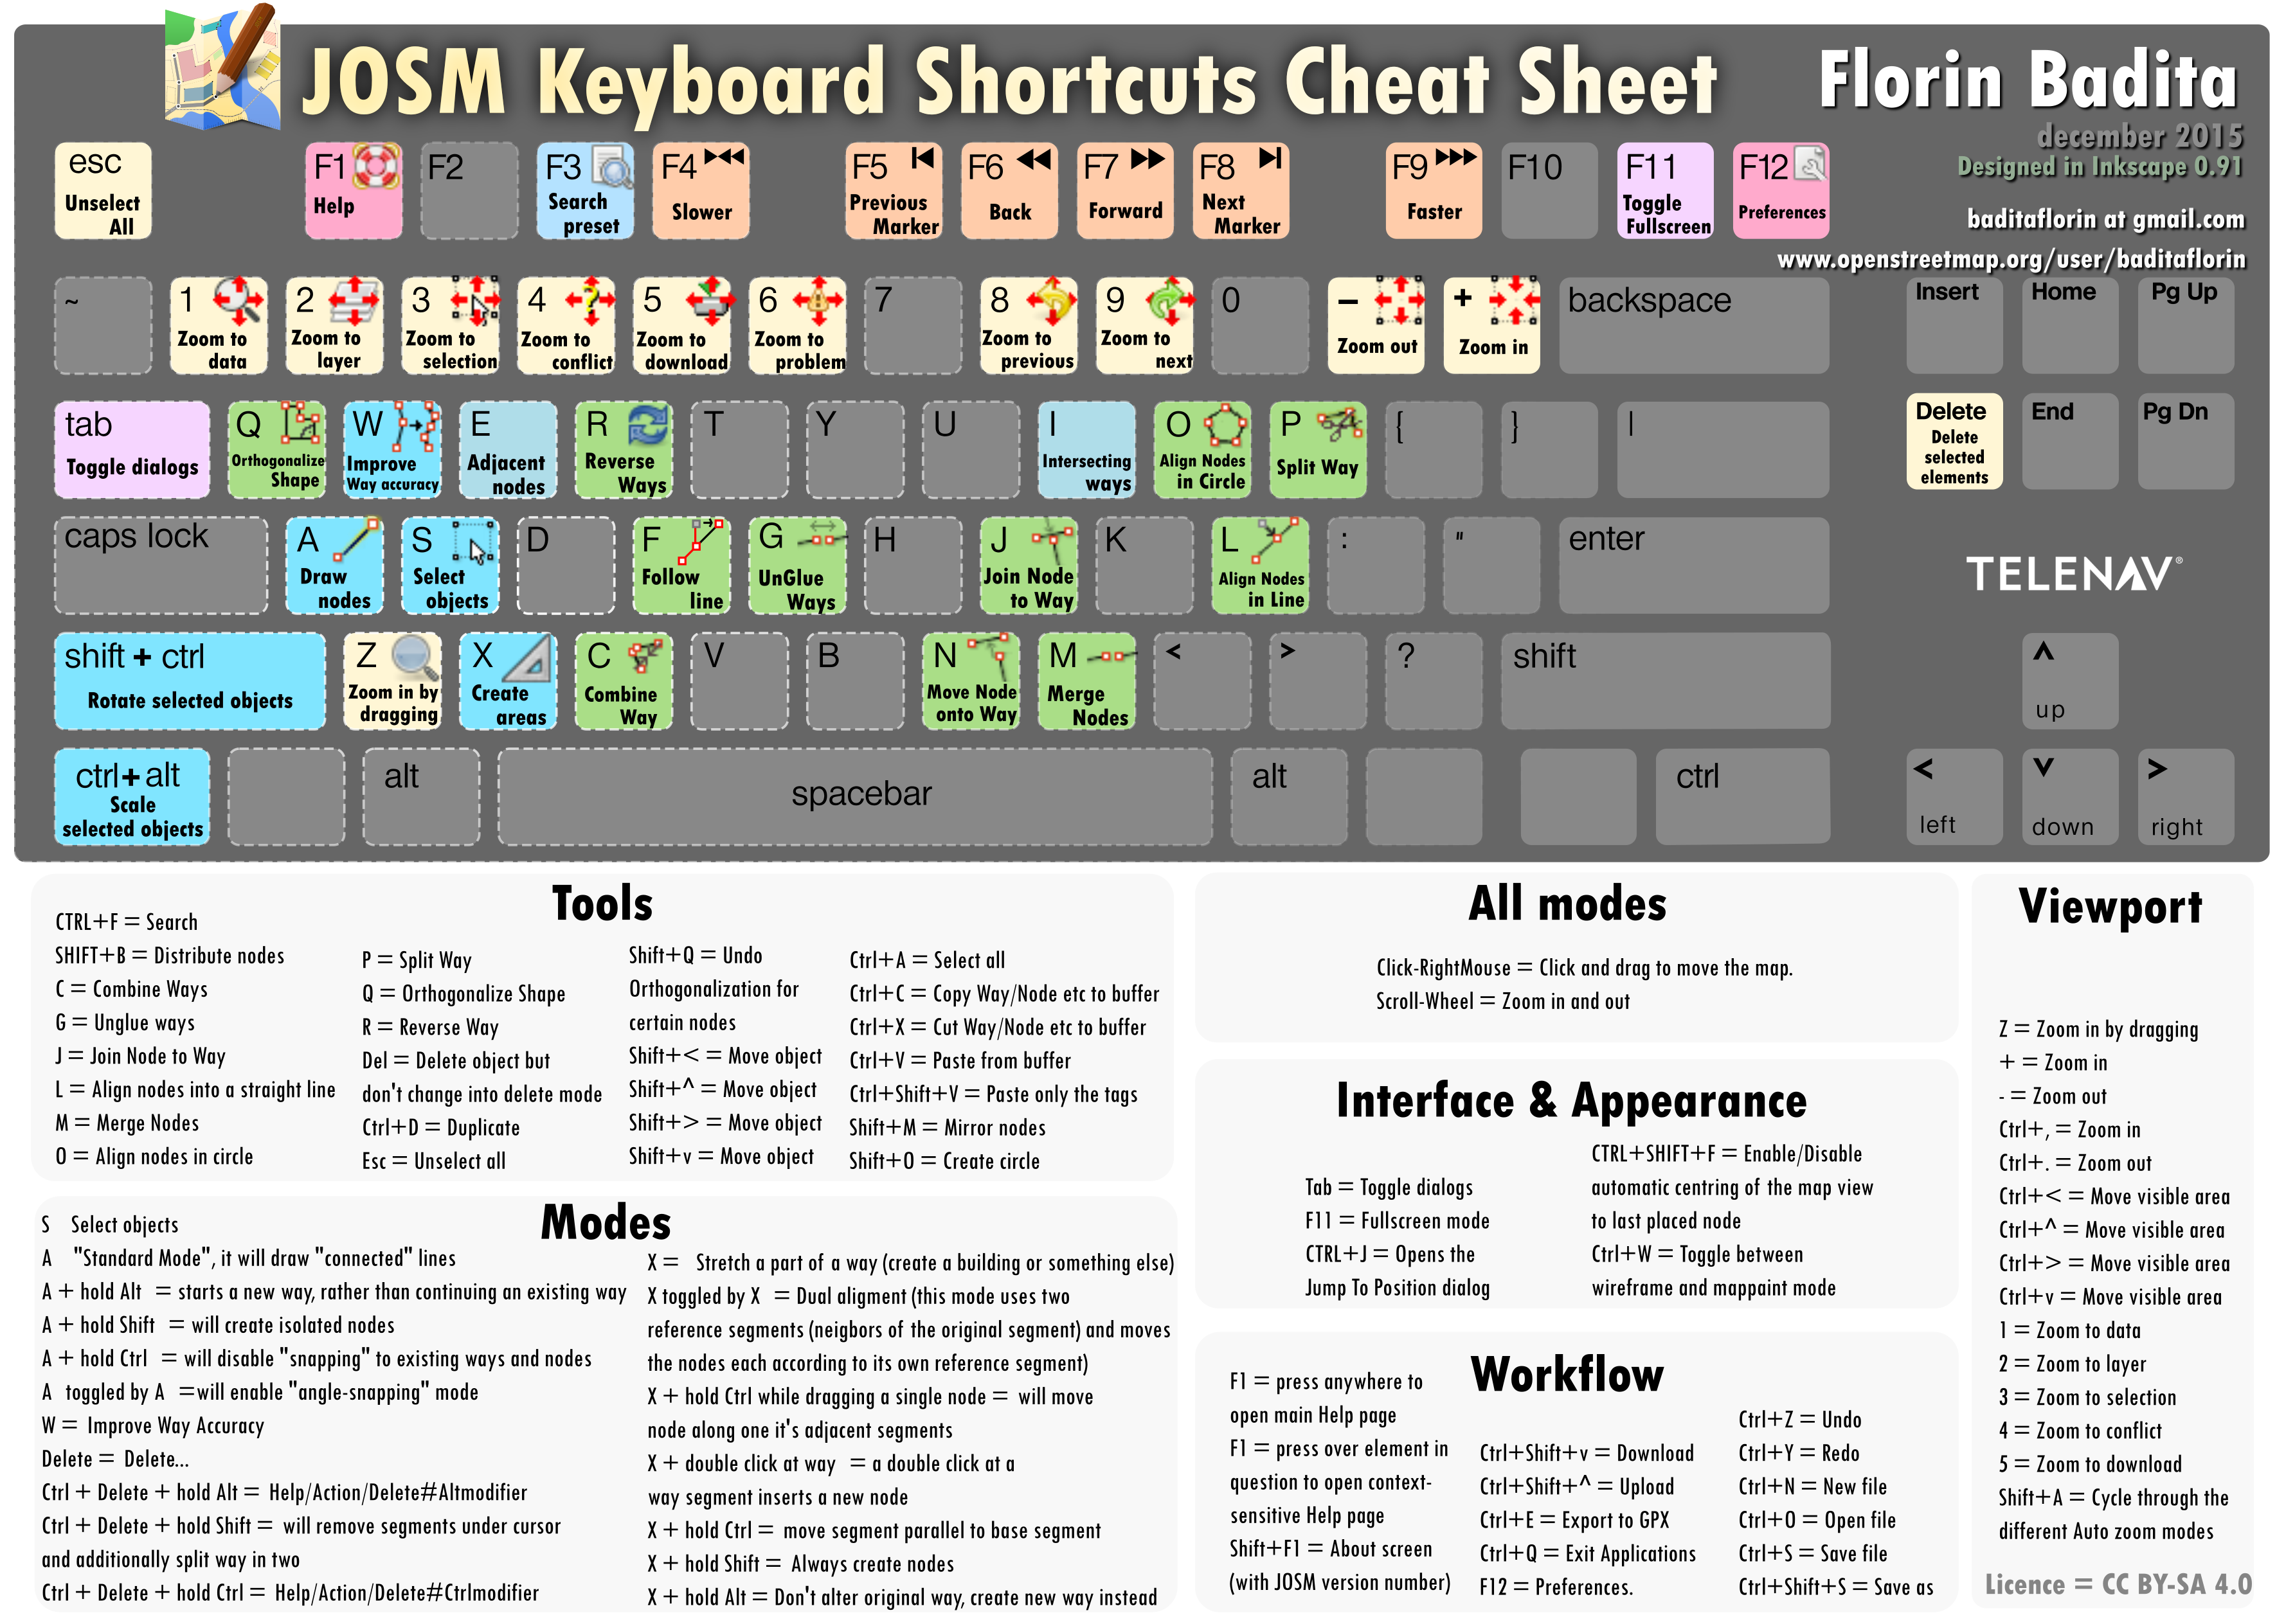 JOSM Keyboard Shortcuts Cheat Sheet
Florin Badita
december 2015
Designed in Inkscape 0.91
baditaflorin at gmail.com
www.openstreetmap.org/user/baditaflorin
esc
Unselect
All
F1
Help
F2
F3
Search
preset
F4
Slower
F5
Previous
Marker
F6
Back
F7
Forward
F8
Next
Marker
F9
Faster
F10
F11
Toggle
Fullscreen
F12
Preferences
~
1
Zoom to
data
2
Zoom to
layer
3
Zoom to
selection
4
Zoom to
conflict
5
Zoom to
download
6
Zoom to
problem
7
8
Zoom to
previous
9
Zoom to
next
0
–
Zoom out
+
Zoom in
backspace
Insert
Home
Pg Up
tab
Toggle dialogs
Q
Orthogonalize
Shape
W
Improve
Way accuracy
E
Adjacent
nodes
R
Reverse
Ways
T
Y
U
I
Intersecting
ways
O
Align Nodes
in Circle
P
Split Way
{
}
|
Delete
Delete
selected
elements
End
Pg Dn
caps lock
A
Draw
nodes
S
Select
objects
D
F
Follow
line
G
UnGlue
Ways
H
J
Join Node
to Way
K
L
Align Nodes
in Line
:
"
enter
TELENAV®
shift + ctrl
Rotate selected objects
Z
Zoom in by
dragging
X
Create
areas
C
Combine
Way
V
B
N
Move Node
onto Way
M
Merge
Nodes
<
>
?
shift
^
up
ctrl+alt
Scale
selected objects
alt
spacebar
alt
ctrl
<
left
v
down
>
right
Tools
CTRL+F = Search
SHIFT+B = Distribute nodes
C = Combine Ways
G = Unglue ways
J = Join Node to Way
L = Align nodes into a straight line
M = Merge Nodes
O = Align nodes in circle
P = Split Way
Q = Orthogonalize Shape
R = Reverse Way
Del = Delete object but
don't change into delete mode
Ctrl+D = Duplicate
Esc = Unselect all
Shift+Q = Undo
Orthogonalization for
certain nodes
Shift+< = Move object
Shift+^ = Move object
Shift+> = Move object
Shift+v = Move object
Ctrl+A = Select all
Ctrl+C = Copy Way/Node etc to buffer
Ctrl+X = Cut Way/Node etc to buffer
Ctrl+V = Paste from buffer
Ctrl+Shift+V = Paste only the tags
Shift+M = Mirror nodes
Shift+O = Create circle
Modes
S Select objects
A "Standard Mode", it will draw "connected" lines
A + hold Alt = starts a new way, rather than continuing an existing way
A + hold Shift = will create isolated nodes
A + hold Ctrl = will disable "snapping" to existing ways and nodes
A toggled by A =will enable "angle-snapping" mode
W = Improve Way Accuracy
Delete = Delete...
Ctrl + Delete + hold Alt = Help/Action/Delete#Altmodifier
Ctrl + Delete + hold Shift = will remove segments under cursor
and additionally split way in two
Ctrl + Delete + hold Ctrl = Help/Action/Delete#Ctrlmodifier
X = Stretch a part of a way (create a building or something else)
X toggled by X = Dual aligment (this mode uses two
reference segments (neigbors of the original segment) and moves
the nodes each according to its own reference segment)
X + hold Ctrl while dragging a single node = will move
node along one it's adjacent segments
X + double click at way = a double click at a
way segment inserts a new node
X + hold Ctrl = move segment parallel to base segment
X + hold Shift = Always create nodes
X + hold Alt = Don't alter original way, create new way instead
All modes
Click-RightMouse = Click and drag to move the map.
Scroll-Wheel = Zoom in and out
Interface & Appearance
Tab = Toggle dialogs
F11 = Fullscreen mode
CTRL+J = Opens the
Jump To Position dialog
CTRL+SHIFT+F = Enable/Disable
automatic centring of the map view
to last placed node
Ctrl+W = Toggle between
wireframe and mappaint mode
Workflow
F1 = press anywhere to
open main Help page
F1 = press over element in
question to open context-
sensitive Help page
Shift+F1 = About screen
(with JOSM version number)
Ctrl+Shift+v = Download
Ctrl+Shift+^ = Upload
Ctrl+E = Export to GPX
Ctrl+Q = Exit Applications
F12 = Preferences.
Ctrl+Z = Undo
Ctrl+Y = Redo
Ctrl+N = New file
Ctrl+O = Open file
Ctrl+S = Save file
Ctrl+Shift+S = Save as
Viewport
Z = Zoom in by dragging
+ = Zoom in
- = Zoom out
Ctrl+, = Zoom in
Ctrl+. = Zoom out
Ctrl+< = Move visible area
Ctrl+^ = Move visible area
Ctrl+> = Move visible area
Ctrl+v = Move visible area
1 = Zoom to data
2 = Zoom to layer
3 = Zoom to selection
4 = Zoom to conflict
5 = Zoom to download
Shift+A = Cycle through the
different Auto zoom modes
Licence = CC BY-SA 4.0